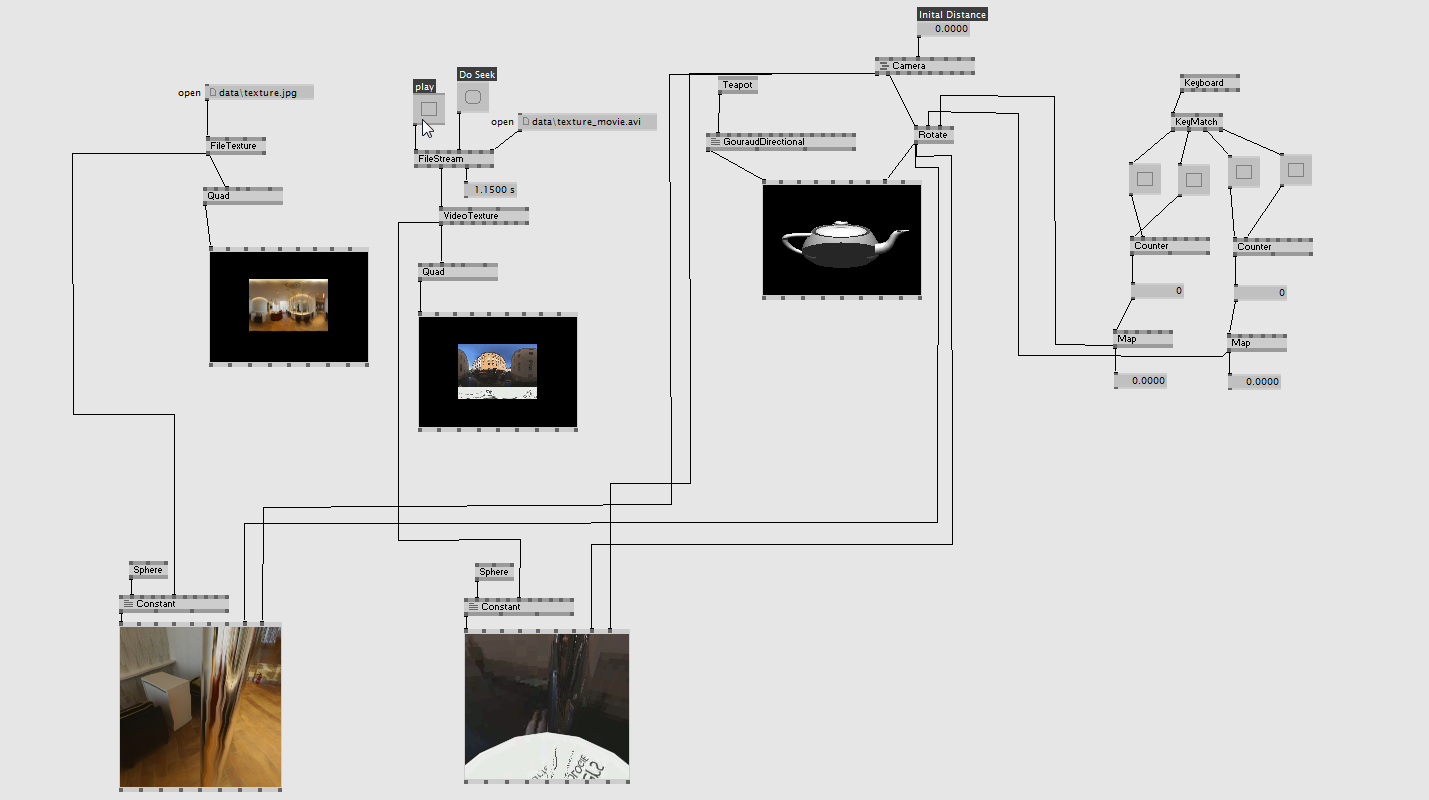 Inital Distance
0.0000
Camera
Do Seek
play
open
data\texture.jpg
open
data\texture_movie.avi
Teapot
Keyboard
KeyMatch
FileTexture
FileStream
GouraudDirectional
Rotate
Quad
1.1500 s
VideoTexture
Counter
Counter
Quad
0
0
Map
Map
0.0000
0.0000
Sphere
Sphere
Constant
Constant